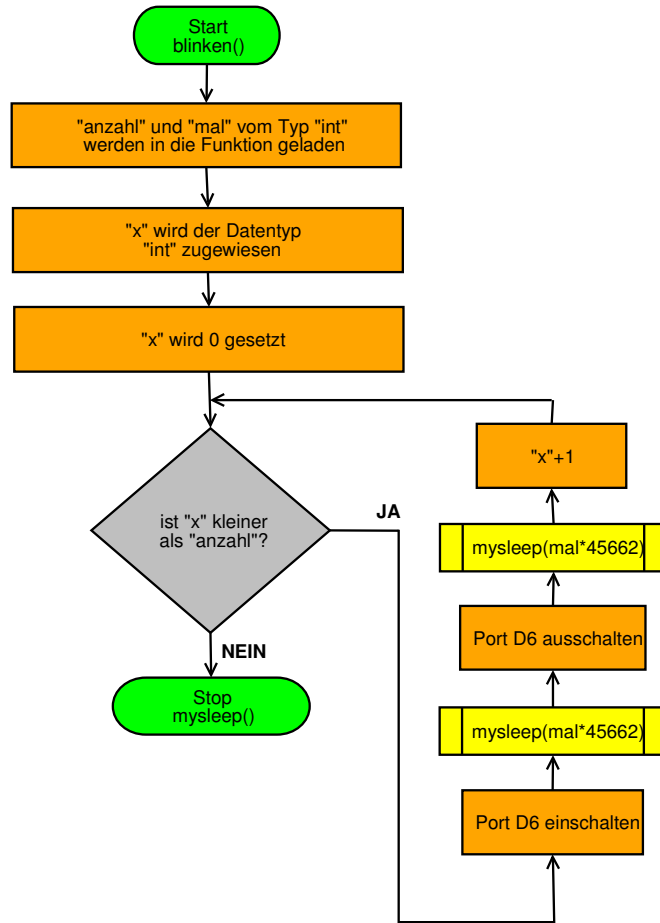 Start
blinken()
"anzahl" und "mal" vom Typ "int"
werden in die Funktion geladen
"x" wird der Datentyp
"int" zugewiesen
"x" wird 0 gesetzt
ist "x" kleiner
als "anzahl"?
JA
NEIN
Stop
mysleep()
"x"+1
mysleep(mal*45662)
Port D6 ausschalten
mysleep(mal*45662)
Port D6 einschalten